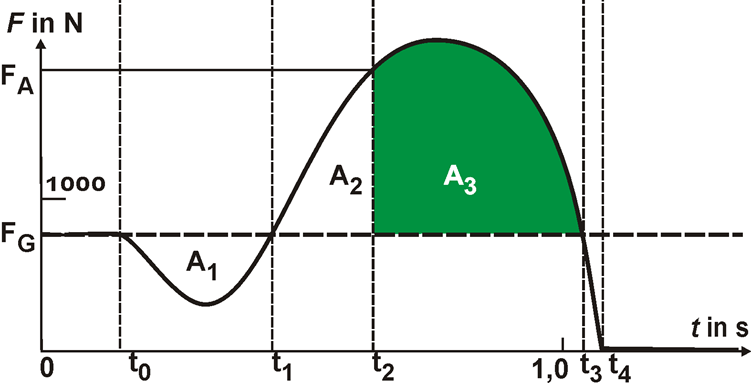 F in N
F_A
1000
F_G
A_1
A_2
A_3
t in s
0
t_0
t_1
t_2
1,0
t_3
t_4